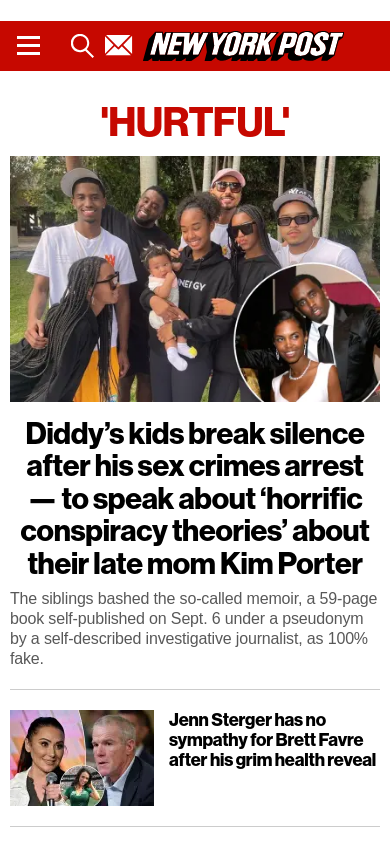 NEW YORK POST
'HURTFUL'
Diddy’s kids break silence
after his sex crimes arrest
— to speak about ‘horrific
conspiracy theories’ about
their late mom Kim Porter
The siblings bashed the so-called memoir, a 59-page
book self-published on Sept. 6 under a pseudonym
by a self-described investigative journalist, as 100%
fake.
Jenn Sterger has no
sympathy for Brett Favre
after his grim health reveal